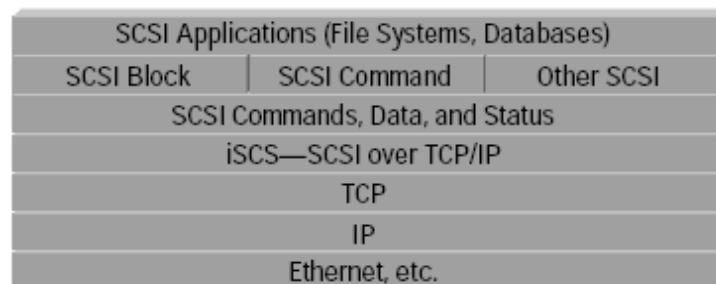 SCSI Applications (File Systems, Databases)
SCSI Block SCSI Command Other SCSI
SCSI Commands, Data, and Status
iSCS—SCSI over TCP/IP
TCP
IP
Ethernet, etc.